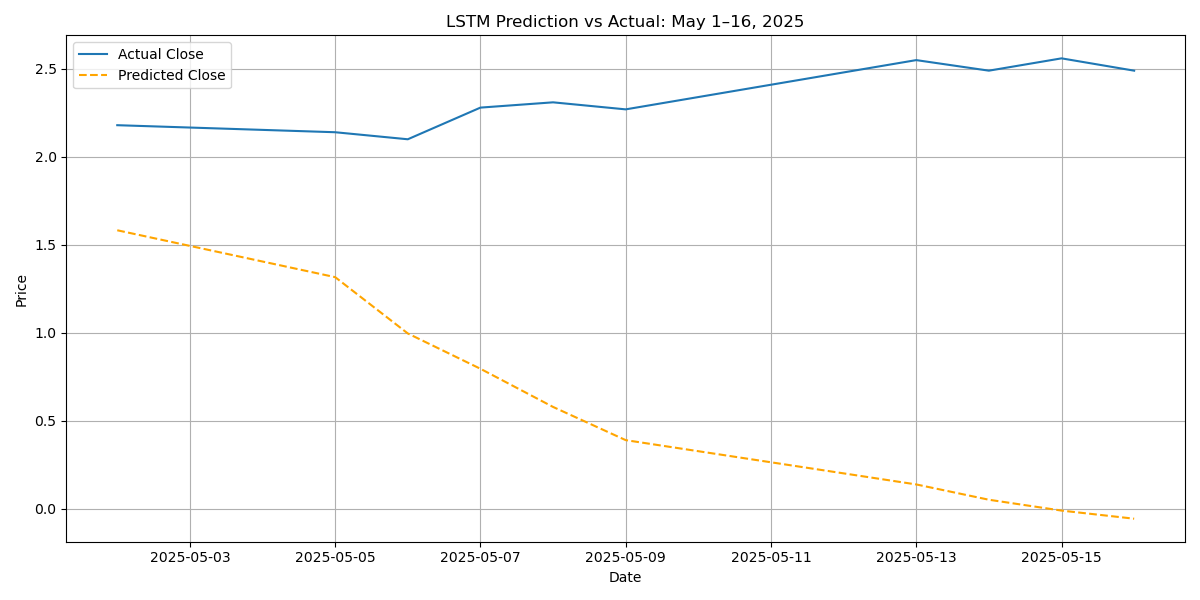 LSTM Prediction vs Actual: May 1–16, 2025
Actual Close
Predicted Close
Price
2.5
2.0
1.5
1.0
0.5
0.0
2025-05-03 2025-05-05 2025-05-07 2025-05-09 2025-05-11 2025-05-13 2025-05-15
Date